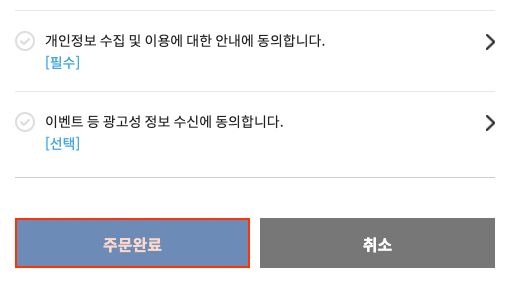 개인정보 수집 및 이용에 대한 안내에 동의합니다.
[필수]
이벤트 등 광고성 정보 수신에 동의합니다.
[선택]
주문완료
취소